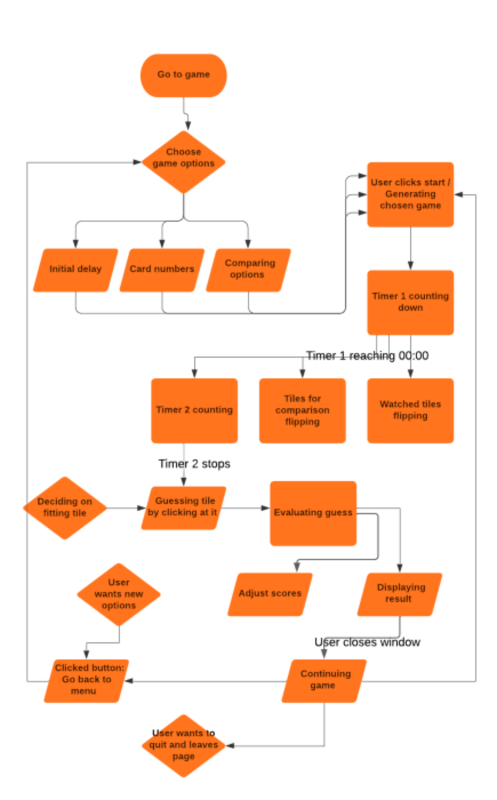 Go to game
Choose
game options
User clicks start /
Generating
chosen game
Initial delay
Card numbers
Comparing
options
Timer 1 counting
down
Timer 1 reaching 00:00
Timer 2 counting
Tiles for
comparison
flipping
Watched tiles
flipping
Timer 2 stops
Deciding on
fitting tile
Guessing tile
by clicking at it
Evaluating guess
User
wants new
options
Adjust scores
Displaying
result
User closes window
Clicked button:
Go back to
menu
Continuing
game
User wants to
quit and leaves
page